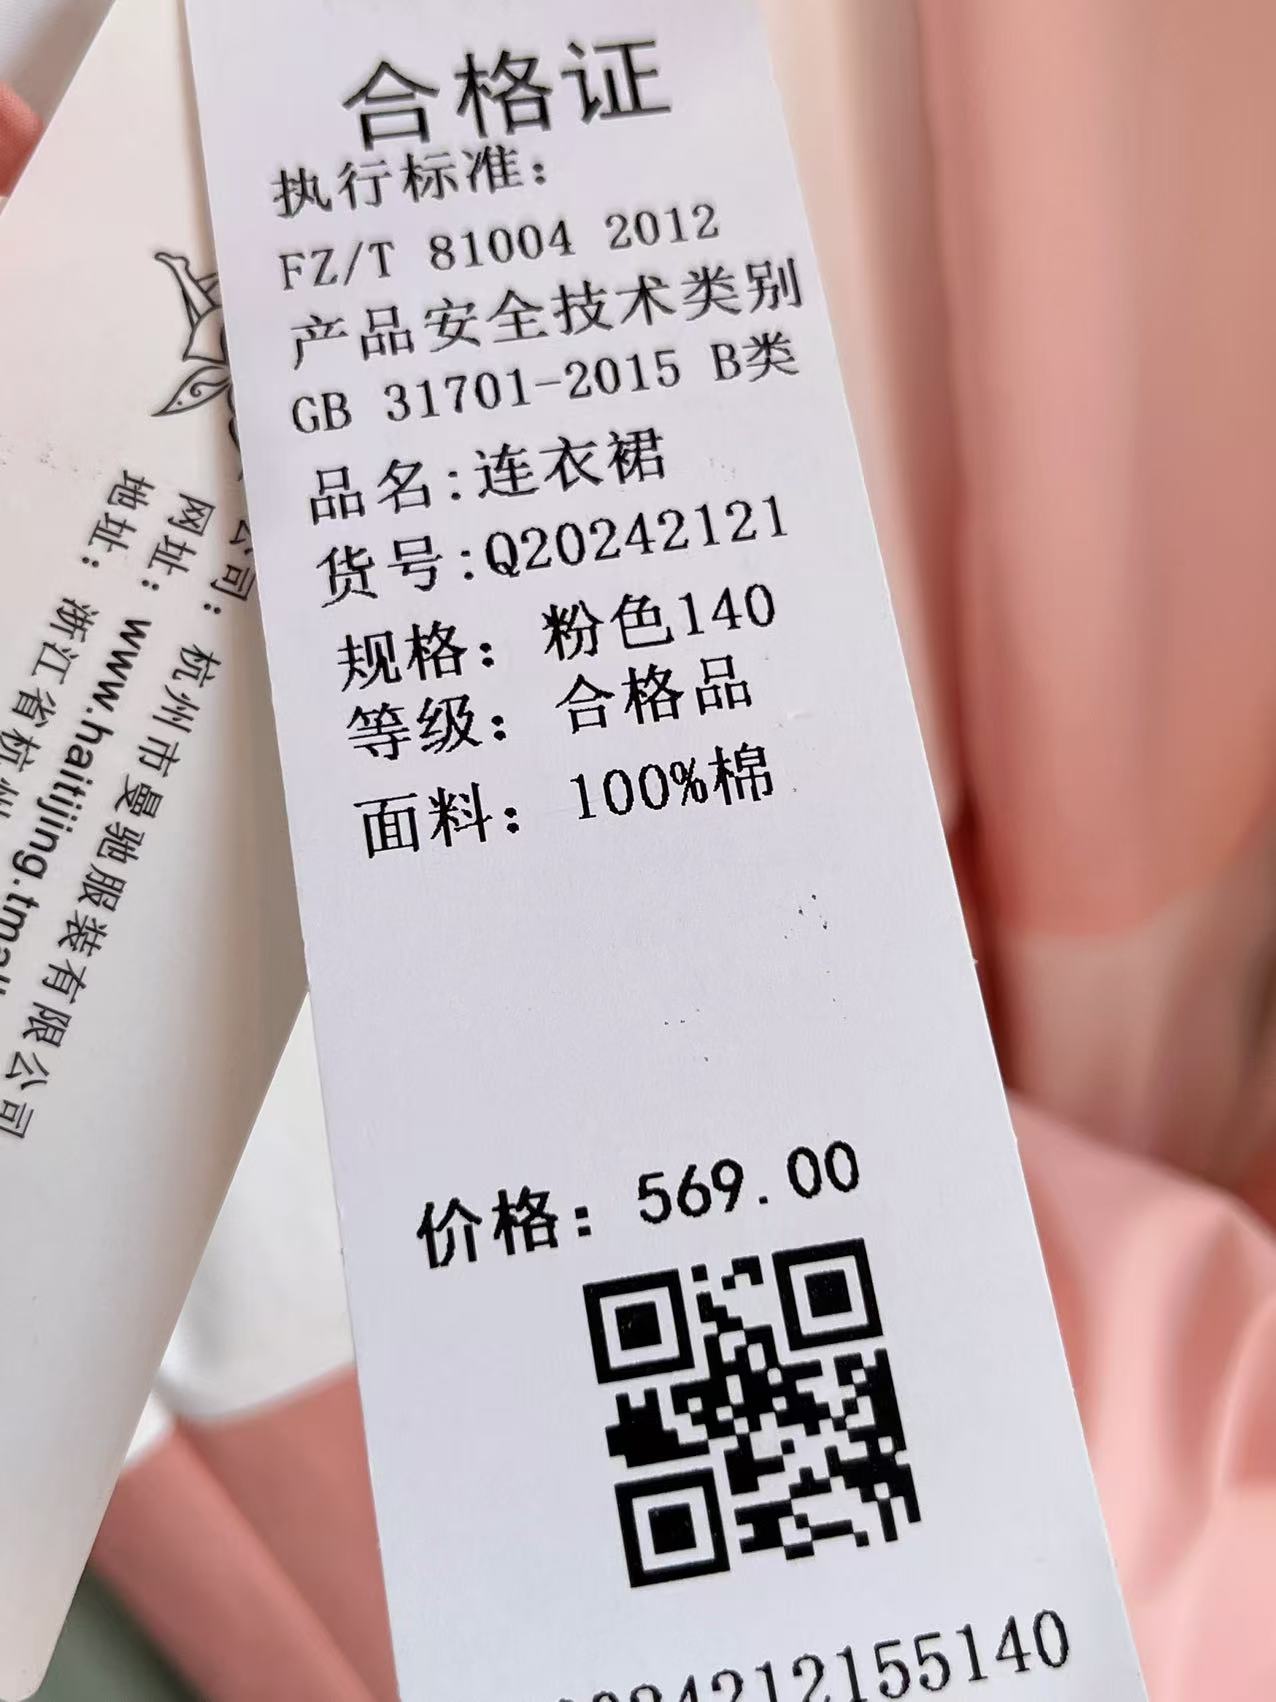 合格证
执行标准：
FZ/T 81004 2012
产品安全技术类别
GB 31701-2015 B类
品名:连衣裙
货号:Q20242121
规格：粉色140
等级：合格品
面料：100%棉
价格：569.00
4212155140
公司：杭州市曼驰服装有限公司
网址：www.haitijing.tmall
地址：浙江省杭州